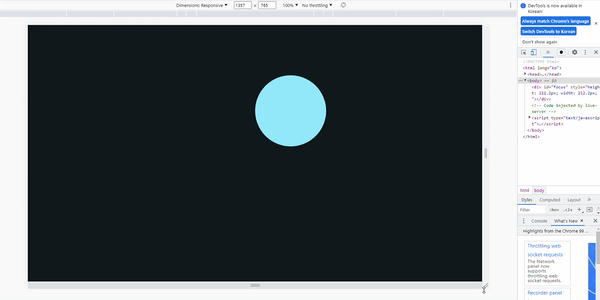 Dimensions: Responsive ▼ 1357 x 765 100% ▼ No throttling ▼
DevTools is now available in
Korean!
Always match Chrome's language
Switch DevTools to Korean
Don't show again
<!DOCTYPE html>
<html lang="ko">
<head>…</head>
<body> == $0
<div id="focus" style="heigh
t: 212.2px; width: 212.2px;
"></div>
<!-- Code injected by live-
server -->
<script type="text/javascrip
t">…</script>
</body>
</html>
html body
Styles Computed Layout »
Filter :hov .cls +
Console What's New ×
Highlights from the Chrome 99 ...
Throttling web
socket requests
The Network
panel now
supports
throttling web
socket requests.
Recorder panel